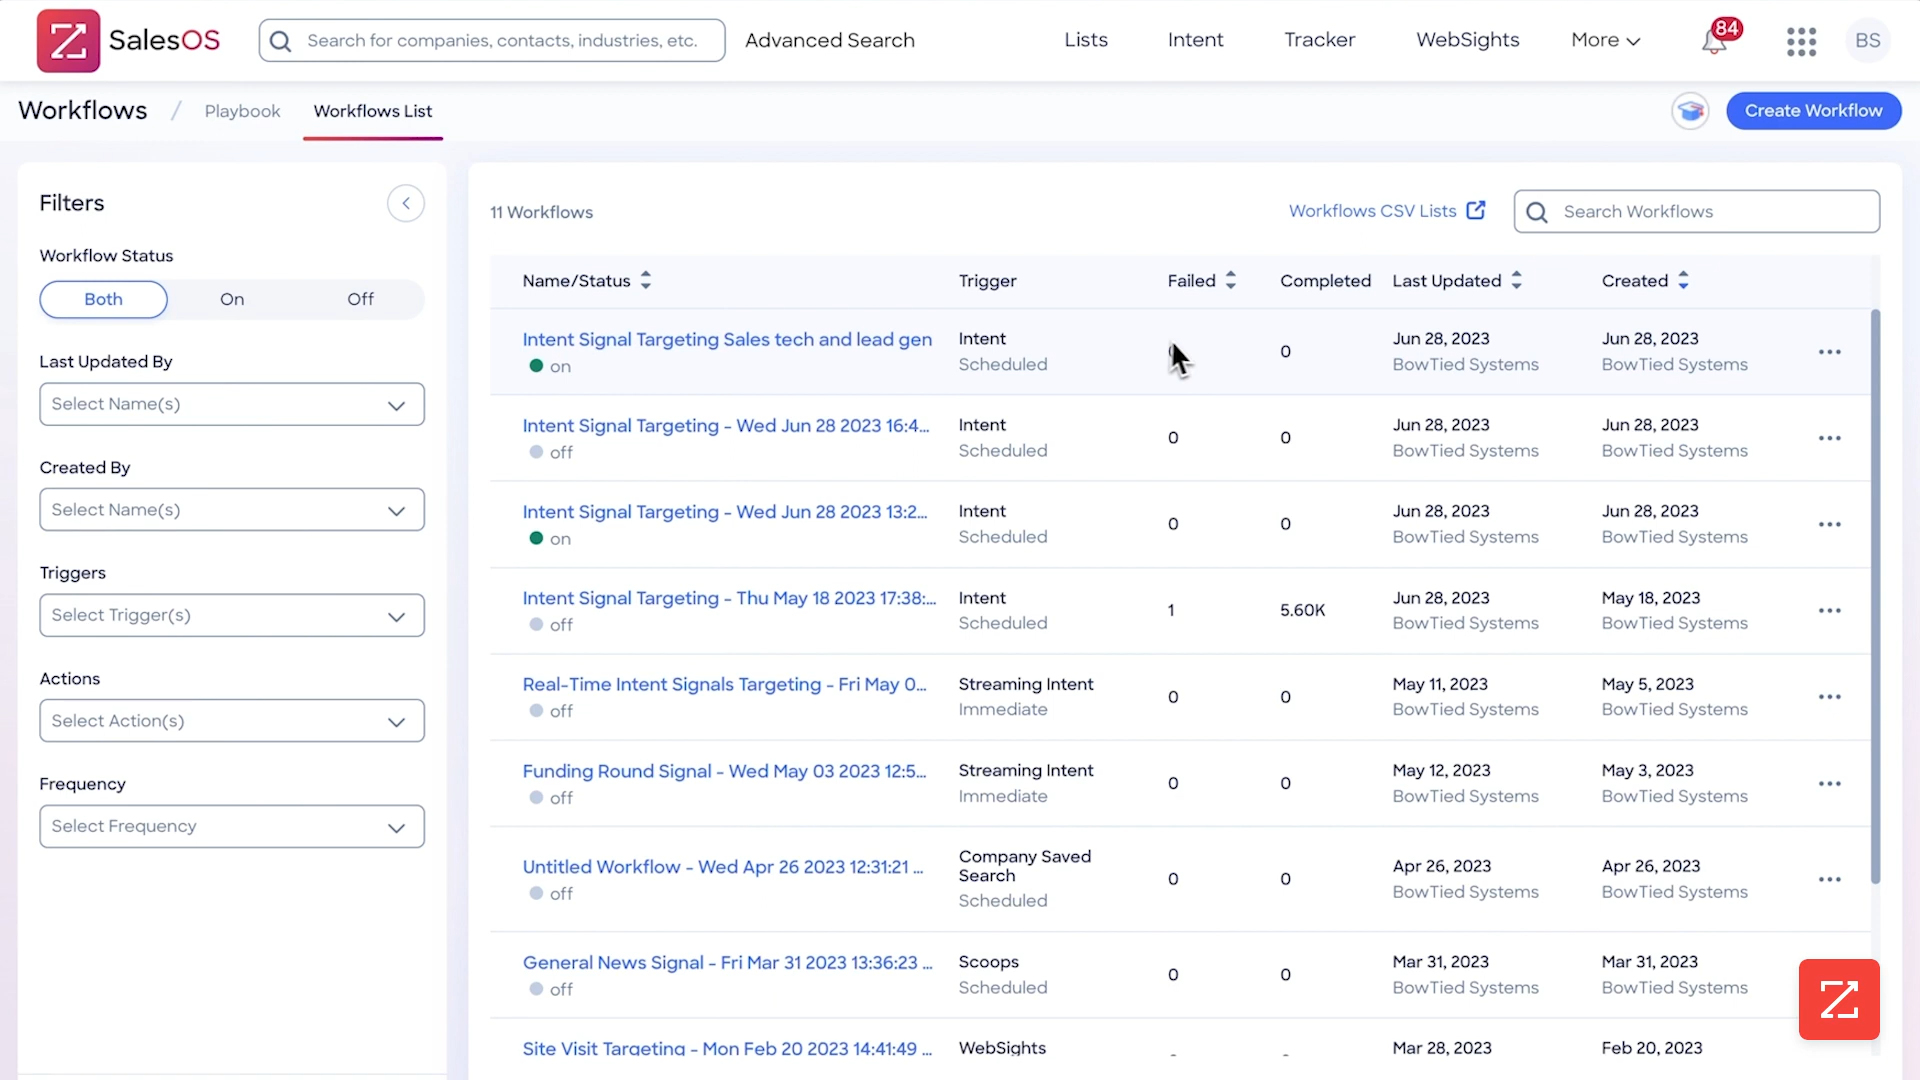 SalesOS
Search for companies, contacts, industries, etc.
Advanced Search
Lists
Intent
Tracker
WebSights
More
84
BS
Workflows / Playbook
Workflows List
Create Workflow
Filters
Workflow Status
Both
On
Off
Last Updated By
Select Name(s)
Created By
Select Name(s)
Triggers
Select Trigger(s)
Actions
Select Action(s)
Frequency
Select Frequency
11 Workflows
Workflows CSV Lists
Search Workflows
Name/Status
Trigger
Failed
Completed
Last Updated
Created
Intent Signal Targeting Sales tech and lead gen
on
Intent
Scheduled
0
Jun 28, 2023
BowTied Systems
Jun 28, 2023
BowTied Systems
Intent Signal Targeting - Wed Jun 28 2023 16:4...
off
Intent
Scheduled
0
0
Jun 28, 2023
BowTied Systems
Jun 28, 2023
BowTied Systems
Intent Signal Targeting - Wed Jun 28 2023 13:2...
on
Intent
Scheduled
0
0
Jun 28, 2023
BowTied Systems
Jun 28, 2023
BowTied Systems
Intent Signal Targeting - Thu May 18 2023 17:38:...
off
Intent
Scheduled
1
5.60K
Jun 28, 2023
BowTied Systems
May 18, 2023
BowTied Systems
Real-Time Intent Signals Targeting - Fri May 0...
off
Streaming Intent
Immediate
0
0
May 11, 2023
BowTied Systems
May 5, 2023
BowTied Systems
Funding Round Signal - Wed May 03 2023 12:5...
off
Streaming Intent
Immediate
0
0
May 12, 2023
BowTied Systems
May 3, 2023
BowTied Systems
Untitled Workflow - Wed Apr 26 2023 12:31:21 ...
off
Company Saved
Search
Scheduled
0
0
Apr 26, 2023
BowTied Systems
Apr 26, 2023
BowTied Systems
General News Signal - Fri Mar 31 2023 13:36:23 ...
off
Scoops
Scheduled
0
0
Mar 31, 2023
BowTied Systems
Mar 31, 2023
BowTied Systems
Site Visit Targeting - Mon Feb 20 2023 14:41:49 ...
WebSights
Mar 28, 2023
Feb 20, 2023